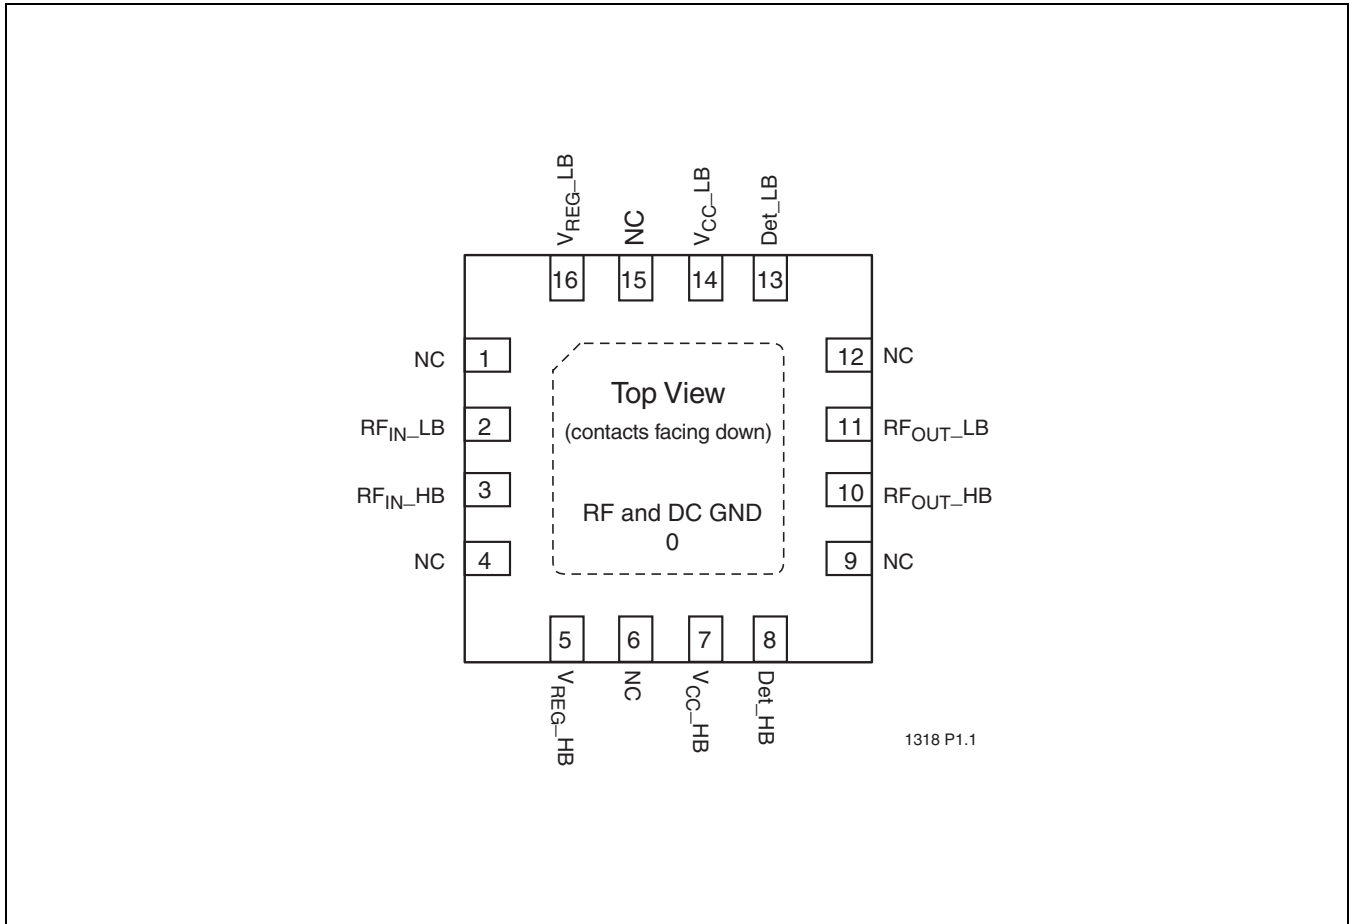 VREG_LB
NC
VCC_LB
Det_LB
16
15
14
13
NC
1
12
NC
Top View
RFIN_LB
2
(contacts facing down)
11
RFOUT_LB
RFIN_HB
3
10
RFOUT_HB
RF and DC GND
0
NC
4
9
NC
5
6
7
8
VREG_HB
NC
VCC_HB
Det_HB
1318 P1.1